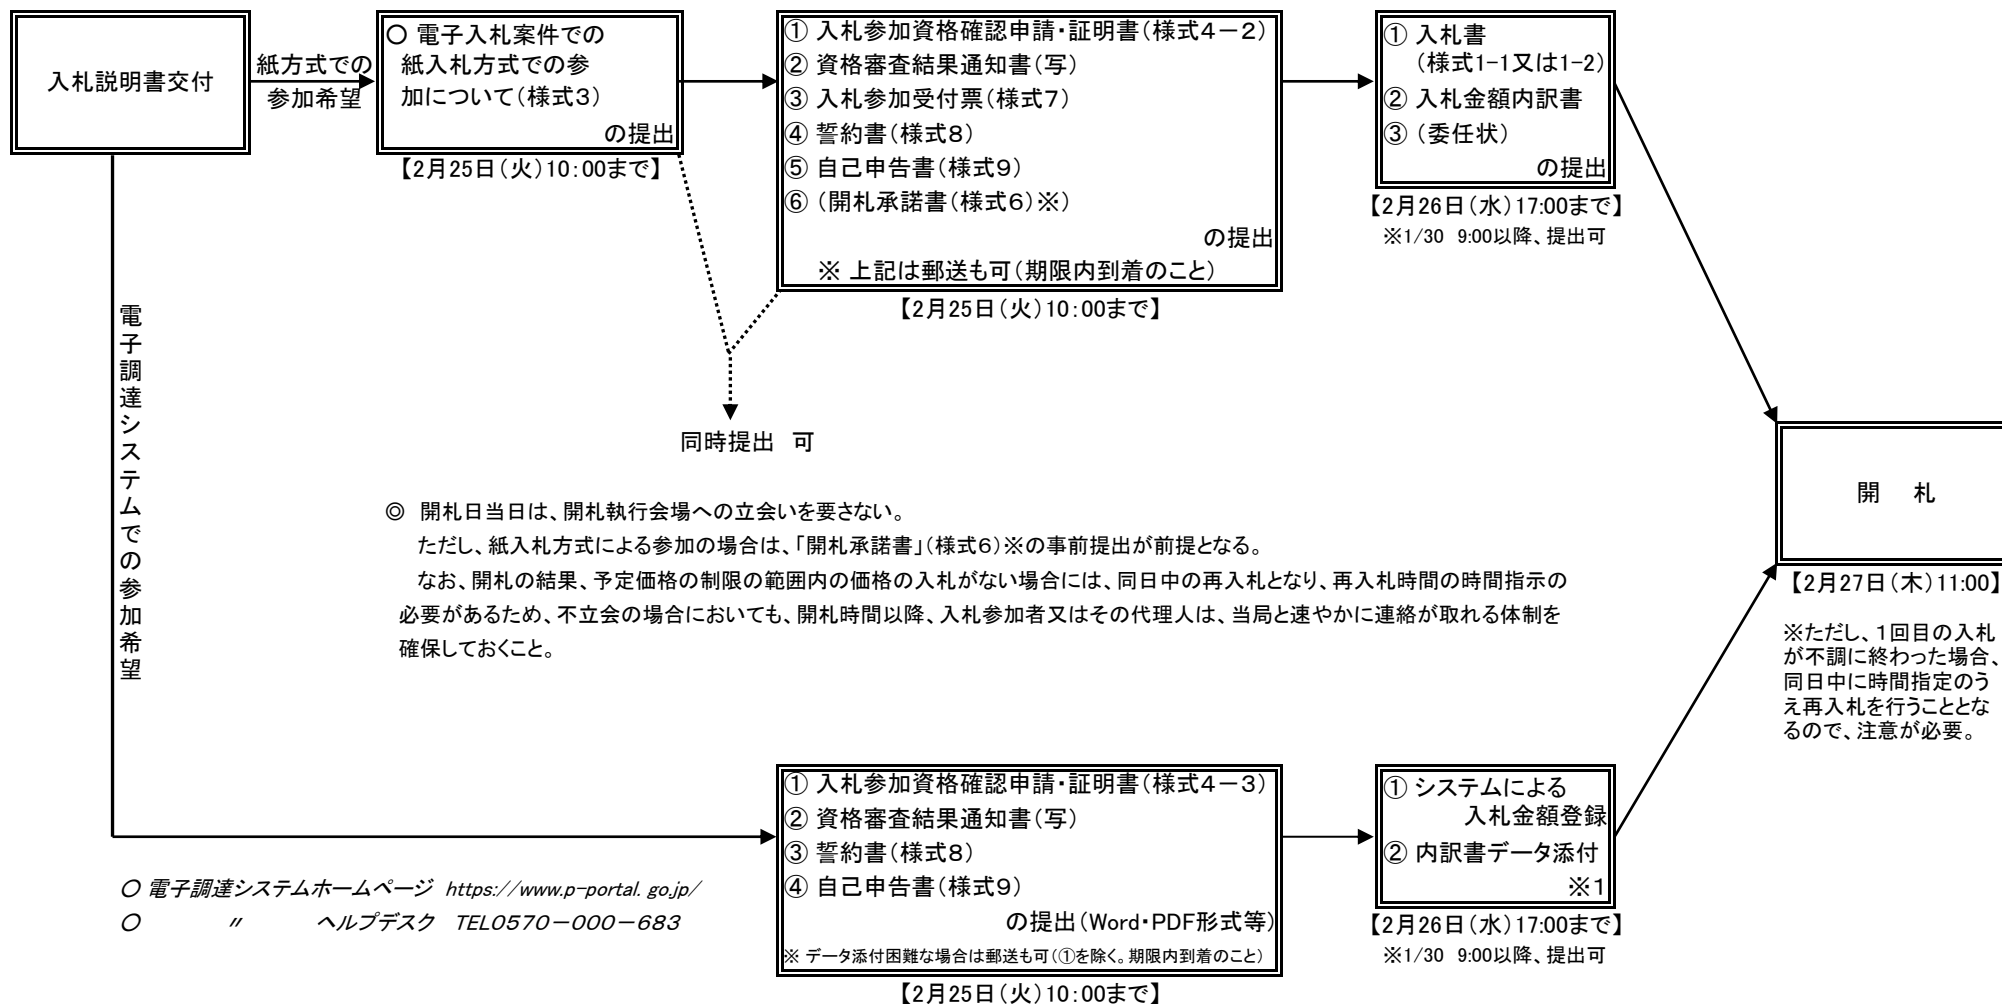 入札説明書交付
紙方式での
参加希望
〇 電子入札案件での
紙入札方式での参
加について(様式3)
の提出
【2月25日(火)10:00まで】
① 入札参加資格確認申請・証明書(様式4-2)
② 資格審査結果通知書(写)
③ 入札参加受付票(様式7)
④ 誓約書(様式8)
⑤ 自己申告書(様式9)
⑥ (開札承諾書(様式6)※)
の提出
※ 上記は郵送も可(期限内到着のこと)
【2月25日(火)10:00まで】
① 入札書
(様式1-1又は1-2)
② 入札金額内訳書
③ (委任状)
の提出
【2月26日(水)17:00まで】
※1/30 9:00以降、提出可
同時提出 可
電子調達システムでの参加希望
◎ 開札日当日は、開札執行会場への立会いを要さない。
ただし、紙入札方式による参加の場合は、「開札承諾書」(様式6)※の事前提出が前提となる。
なお、開札の結果、予定価格の制限の範囲内の価格の入札がない場合には、同日中の再入札となり、再入札時間の時間指示の
必要があるため、不立会の場合においても、開札時間以降、入札参加者又はその代理人は、当局と速やかに連絡が取れる体制を
確保しておくこと。
開 札
【2月27日(木)11:00】
※ただし、1回目の入札
が不調に終わった場合、
同日中に時間指定のう
え再入札を行うこととな
るので、注意が必要。
① 入札参加資格確認申請・証明書(様式4-3)
② 資格審査結果通知書(写)
③ 誓約書(様式8)
④ 自己申告書(様式9)
の提出(Word・PDF形式等)
※ データ添付困難な場合は郵送も可(①を除く。期限内到着のこと)
【2月25日(火)10:00まで】
① システムによる
入札金額登録
② 内訳書データ添付
※1
【2月26日(水)17:00まで】
※1/30 9:00以降、提出可
〇 電子調達システムホームページ https://www.p-portal. go.jp/
〇 〃 ヘルプデスク TEL0570-000-683